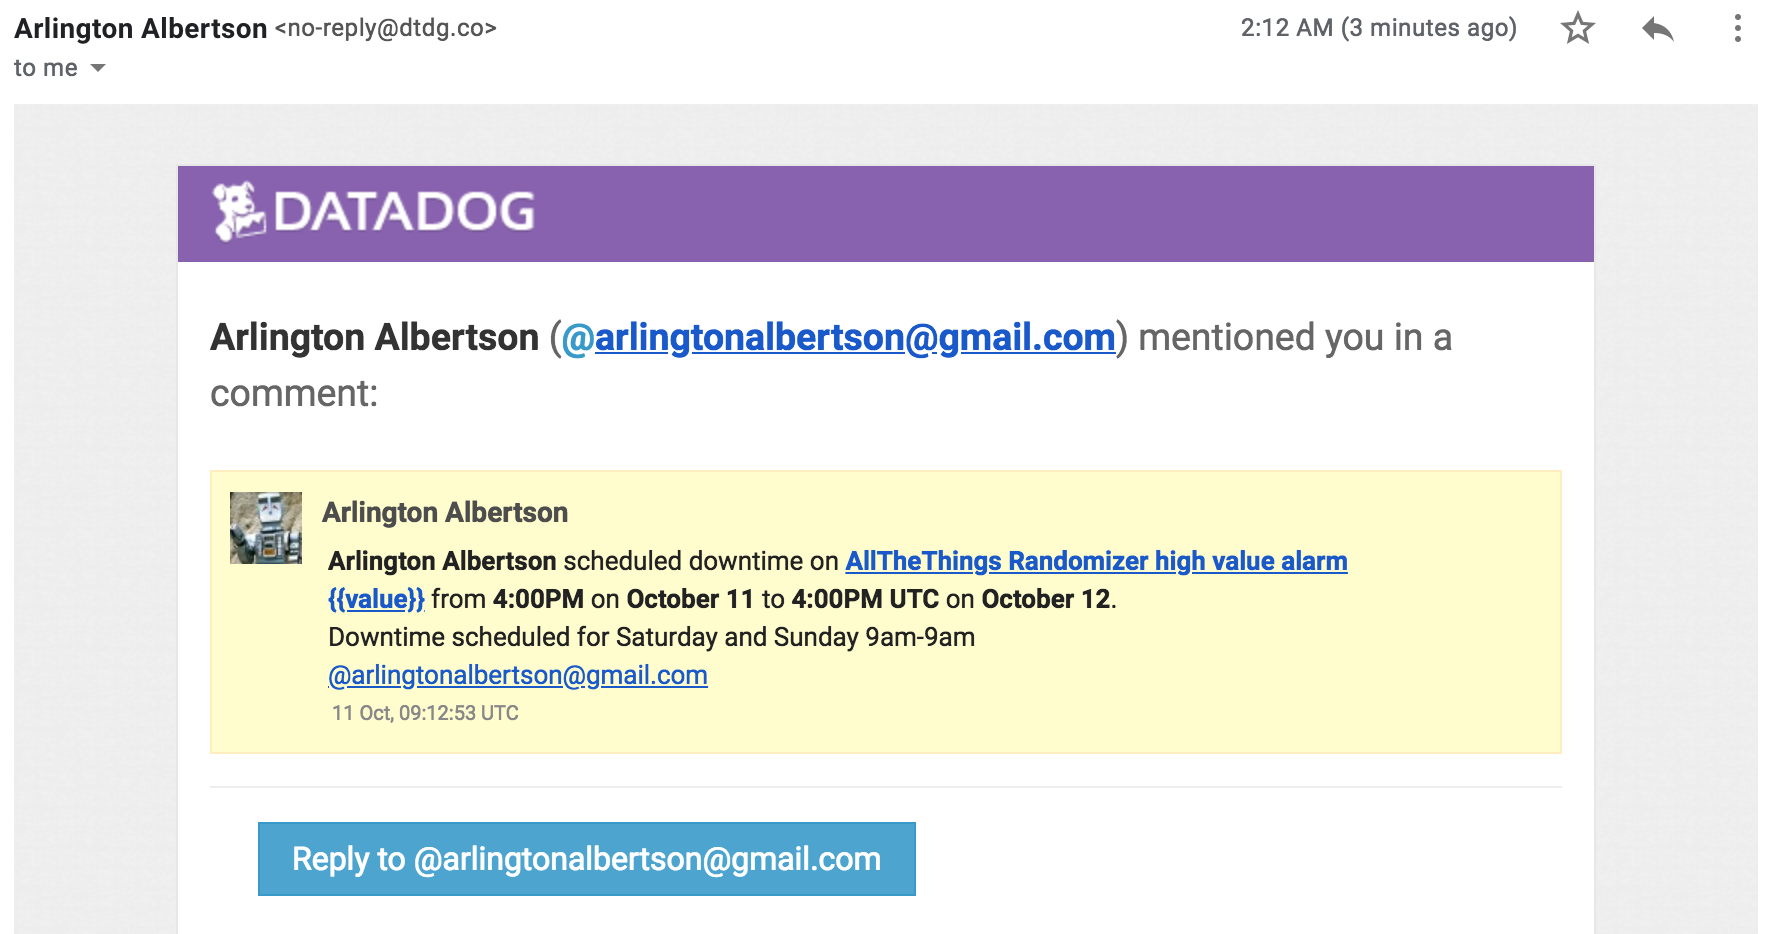 Arlington Albertson <no-reply@dtdg.co> 2:12 AM (3 minutes ago)
to me
DATADOG
Arlington Albertson (@arlingtonalbertson@gmail.com) mentioned you in a
comment:
Arlington Albertson
Arlington Albertson scheduled downtime on AllTheThings Randomizer high value alarm
{{value}} from 4:00PM on October 11 to 4:00PM UTC on October 12.
Downtime scheduled for Saturday and Sunday 9am-9am
@arlingtonalbertson@gmail.com
11 Oct, 09:12:53 UTC
Reply to @arlingtonalbertson@gmail.com